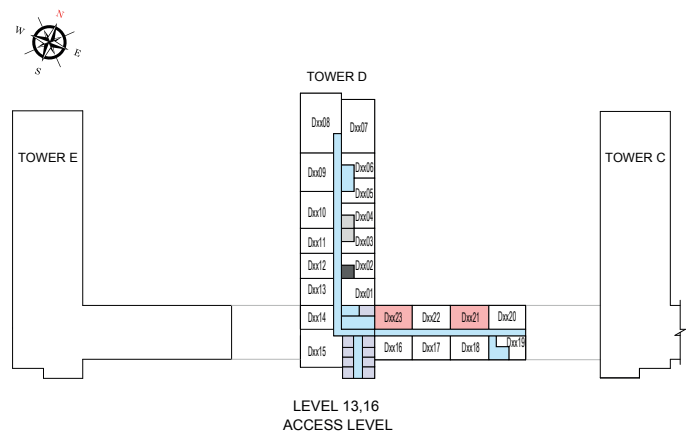 N
W
E
S
TOWER D
TOWER E
TOWER C
Dxx08
Dxx07
Dxx09
Dxx06
Dxx05
Dxx10
Dxx04
Dxx11
Dxx03
Dxx12
Dxx02
Dxx13
Dxx01
Dxx14
Dxx23
Dxx22
Dxx21
Dxx20
Dxx15
Dxx16
Dxx17
Dxx18
Dxx19
LEVEL 13,16
ACCESS LEVEL